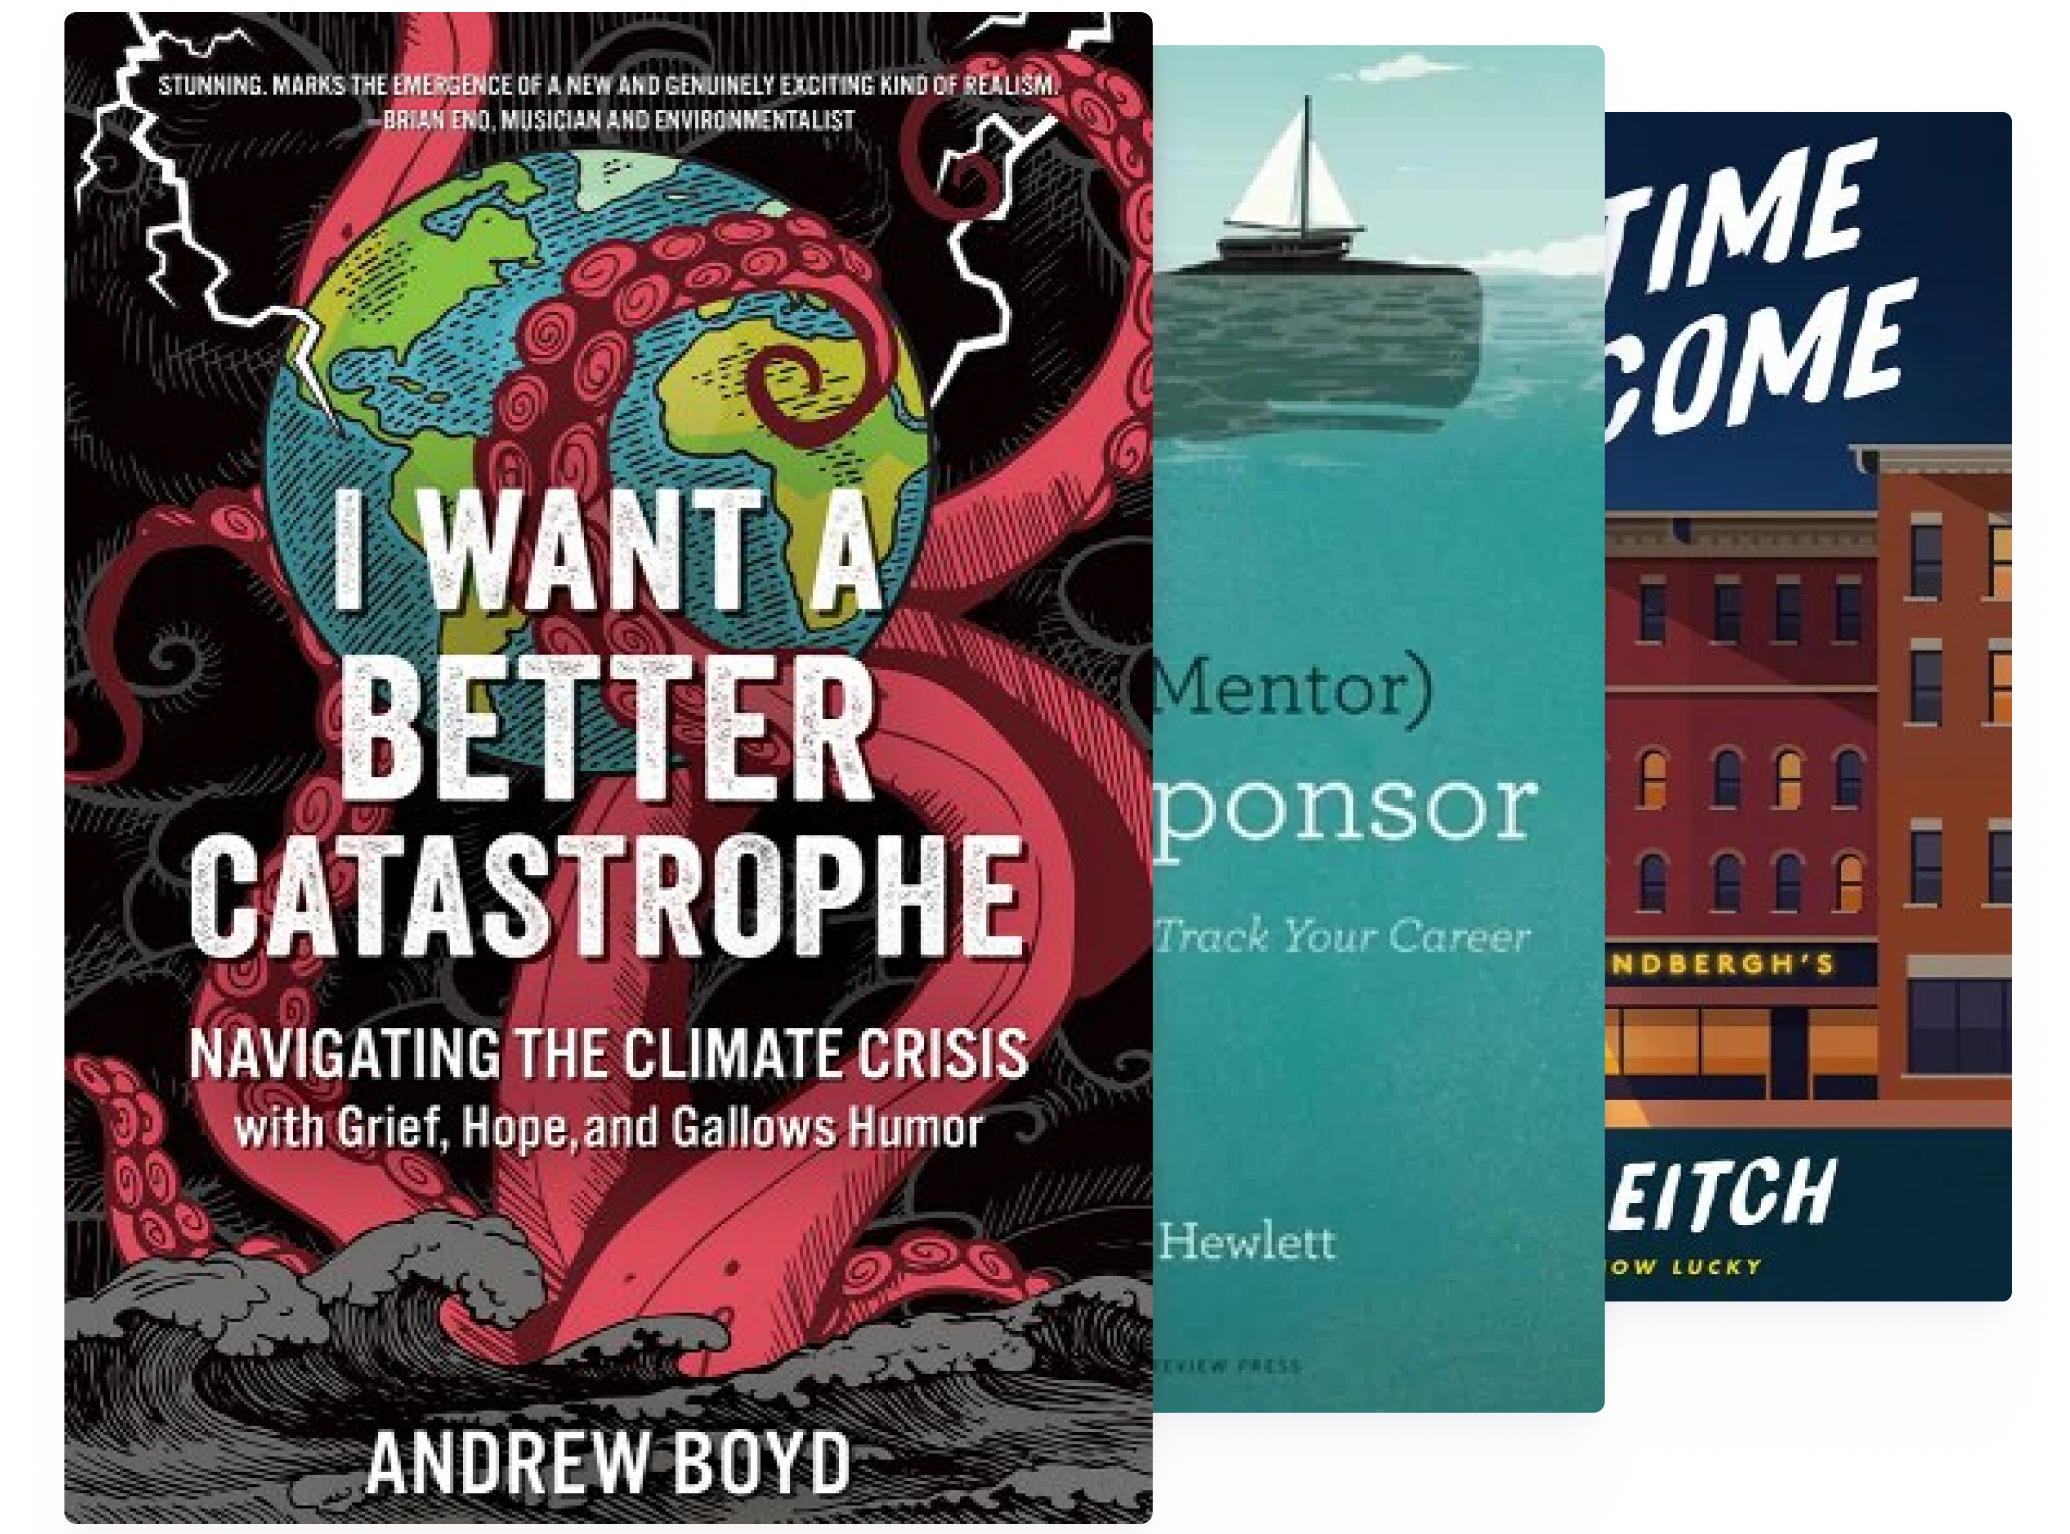 STUNNING. MARKS THE EMERGENCE OF A NEW AND GENUINELY EXCITING KIND OF REALISM.
—BRIAN ENO, MUSICIAN AND ENVIRONMENTALIST
I WANT A
BETTER
CATASTROPHE
NAVIGATING THE CLIMATE CRISIS
with Grief, Hope, and Gallows Humor
ANDREW BOYD
(Mentor)
ponsor
Track Your Career
Hewlett
EVIEW PRESS
TIME
COME
NDBERGH'S
EITCH
OW LUCKY